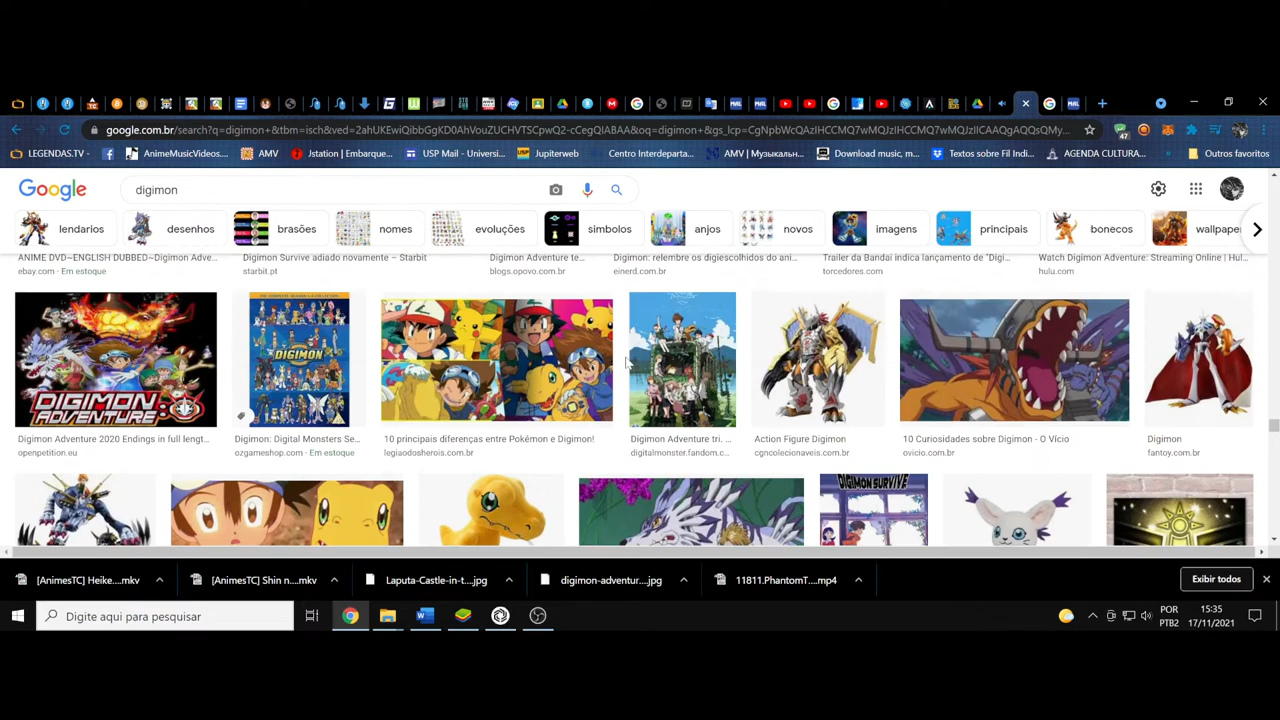 google.com.br/search?q=digimon+&tbm=isch&ved=2ahUKEwiQibbGgKD0AhVouZUCHVTSCpwQ2-cCegQIABAA&oq=digimon+&gs_lcp=CgNpbWcQAzIHCCMQ7wMQJzIHCCMQ7wMQJzIICAAQgAQQsQMy...
LEGENDAS.TV - AnimeMusicVideos.... AMV Jstation | Embarque... USP Mail - Universi... Jupiterweb Centro Interdeparta... AMV | Музыкальн... Download music, m... Textos sobre Fil Indi... AGENDA CULTURA... » Outros favoritos
Google digimon
lendarios desenhos brasões nomes evoluções simbolos anjos novos imagens principais bonecos wallpaper
ANIME DVD~ENGLISH DUBBED~Digimon Adve... Digimon Survive adiado novamente – Starbit Digimon Adventure te... Digimon: relembre os digiescolhidos do ani... Trailer da Bandai indica lançamento de "Digi... Watch Digimon Adventure: Streaming Online | Hul...
ebay.com · Em estoque starbit.pt blogs.opovo.com.br einerd.com.br torcedores.com hulu.com
DIGIMON
DIGIMON
ADVENTURE:
Digimon Adventure 2020 Endings in full lengt... Digimon: Digital Monsters Se... 10 principais diferenças entre Pokémon e Digimon! Digimon Adventure tri. ... Action Figure Digimon 10 Curiosidades sobre Digimon - O Vício Digimon
openpetition.eu ozgameshop.com · Em estoque legiaodosherois.com.br digitalmonster.fandom.c... cgncolecionaveis.com.br ovicio.com.br fantoy.com.br
DIGIMON SURVIVE
[AnimesTC] Heike....mkv [AnimesTC] Shin n....mkv Laputa-Castle-in-t....jpg digimon-adventur....jpg 11811.PhantomT....mp4 Exibir todos
Digite aqui para pesquisar
POR 15:35
PTB2 17/11/2021